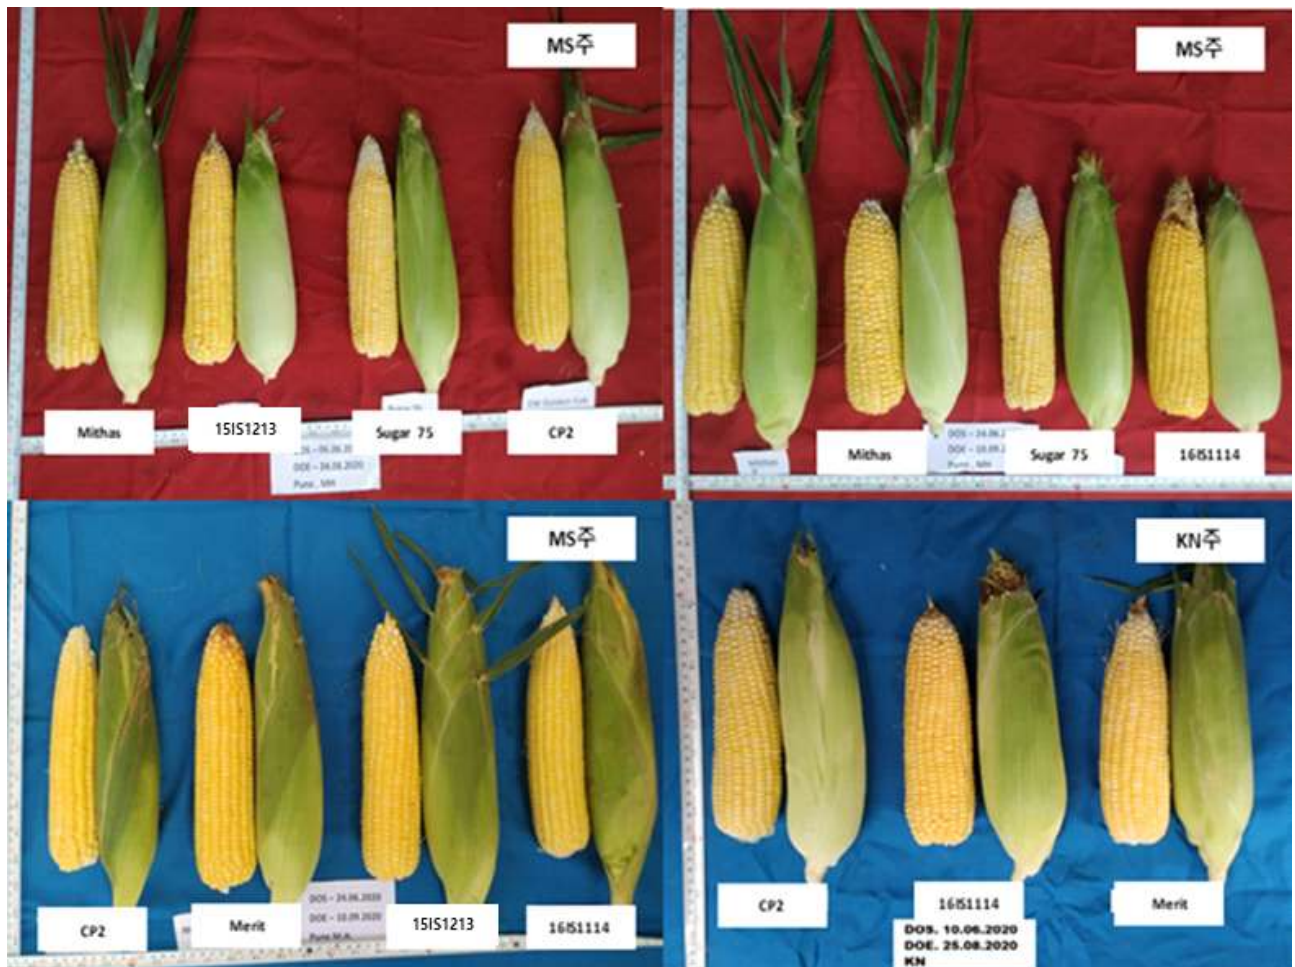 MS주
Mithas
15IS1213
Sugar 75
CP2
DOE - 24.08.2020
Pune, MH
MS주
Mithas
Sugar 75
16IS1114
MS주
CP2
Merit
15IS1213
16IS1114
DOS - 24.06.2020
DOE - 10.09.2020
Pune M.H.
KN주
CP2
16IS1114
Merit
DOS. 10.06.2020
DOE. 25.08.2020
KN